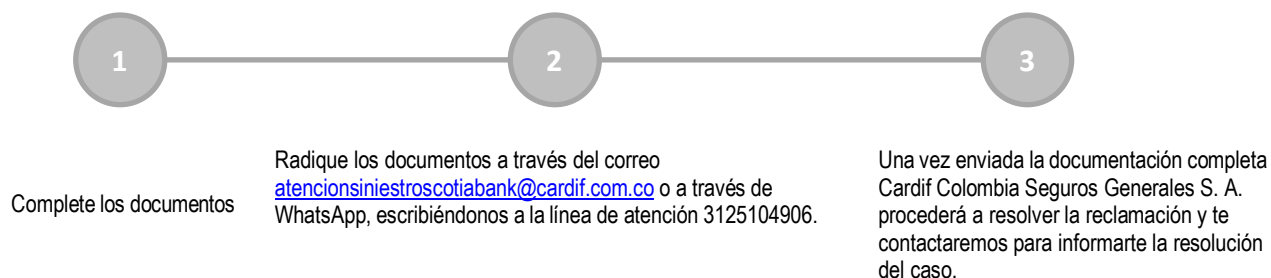 1
2
3
Complete los documentos
Radique los documentos a través del correo
atencionsiniestroscotiabank@cardif.com.co o a través de
WhatsApp, escribiéndonos a la línea de atención 3125104906.
Una vez enviada la documentación completa
Cardif Colombia Seguros Generales S. A.
procederá a resolver la reclamación y te
contactaremos para informarte la resolución
del caso.